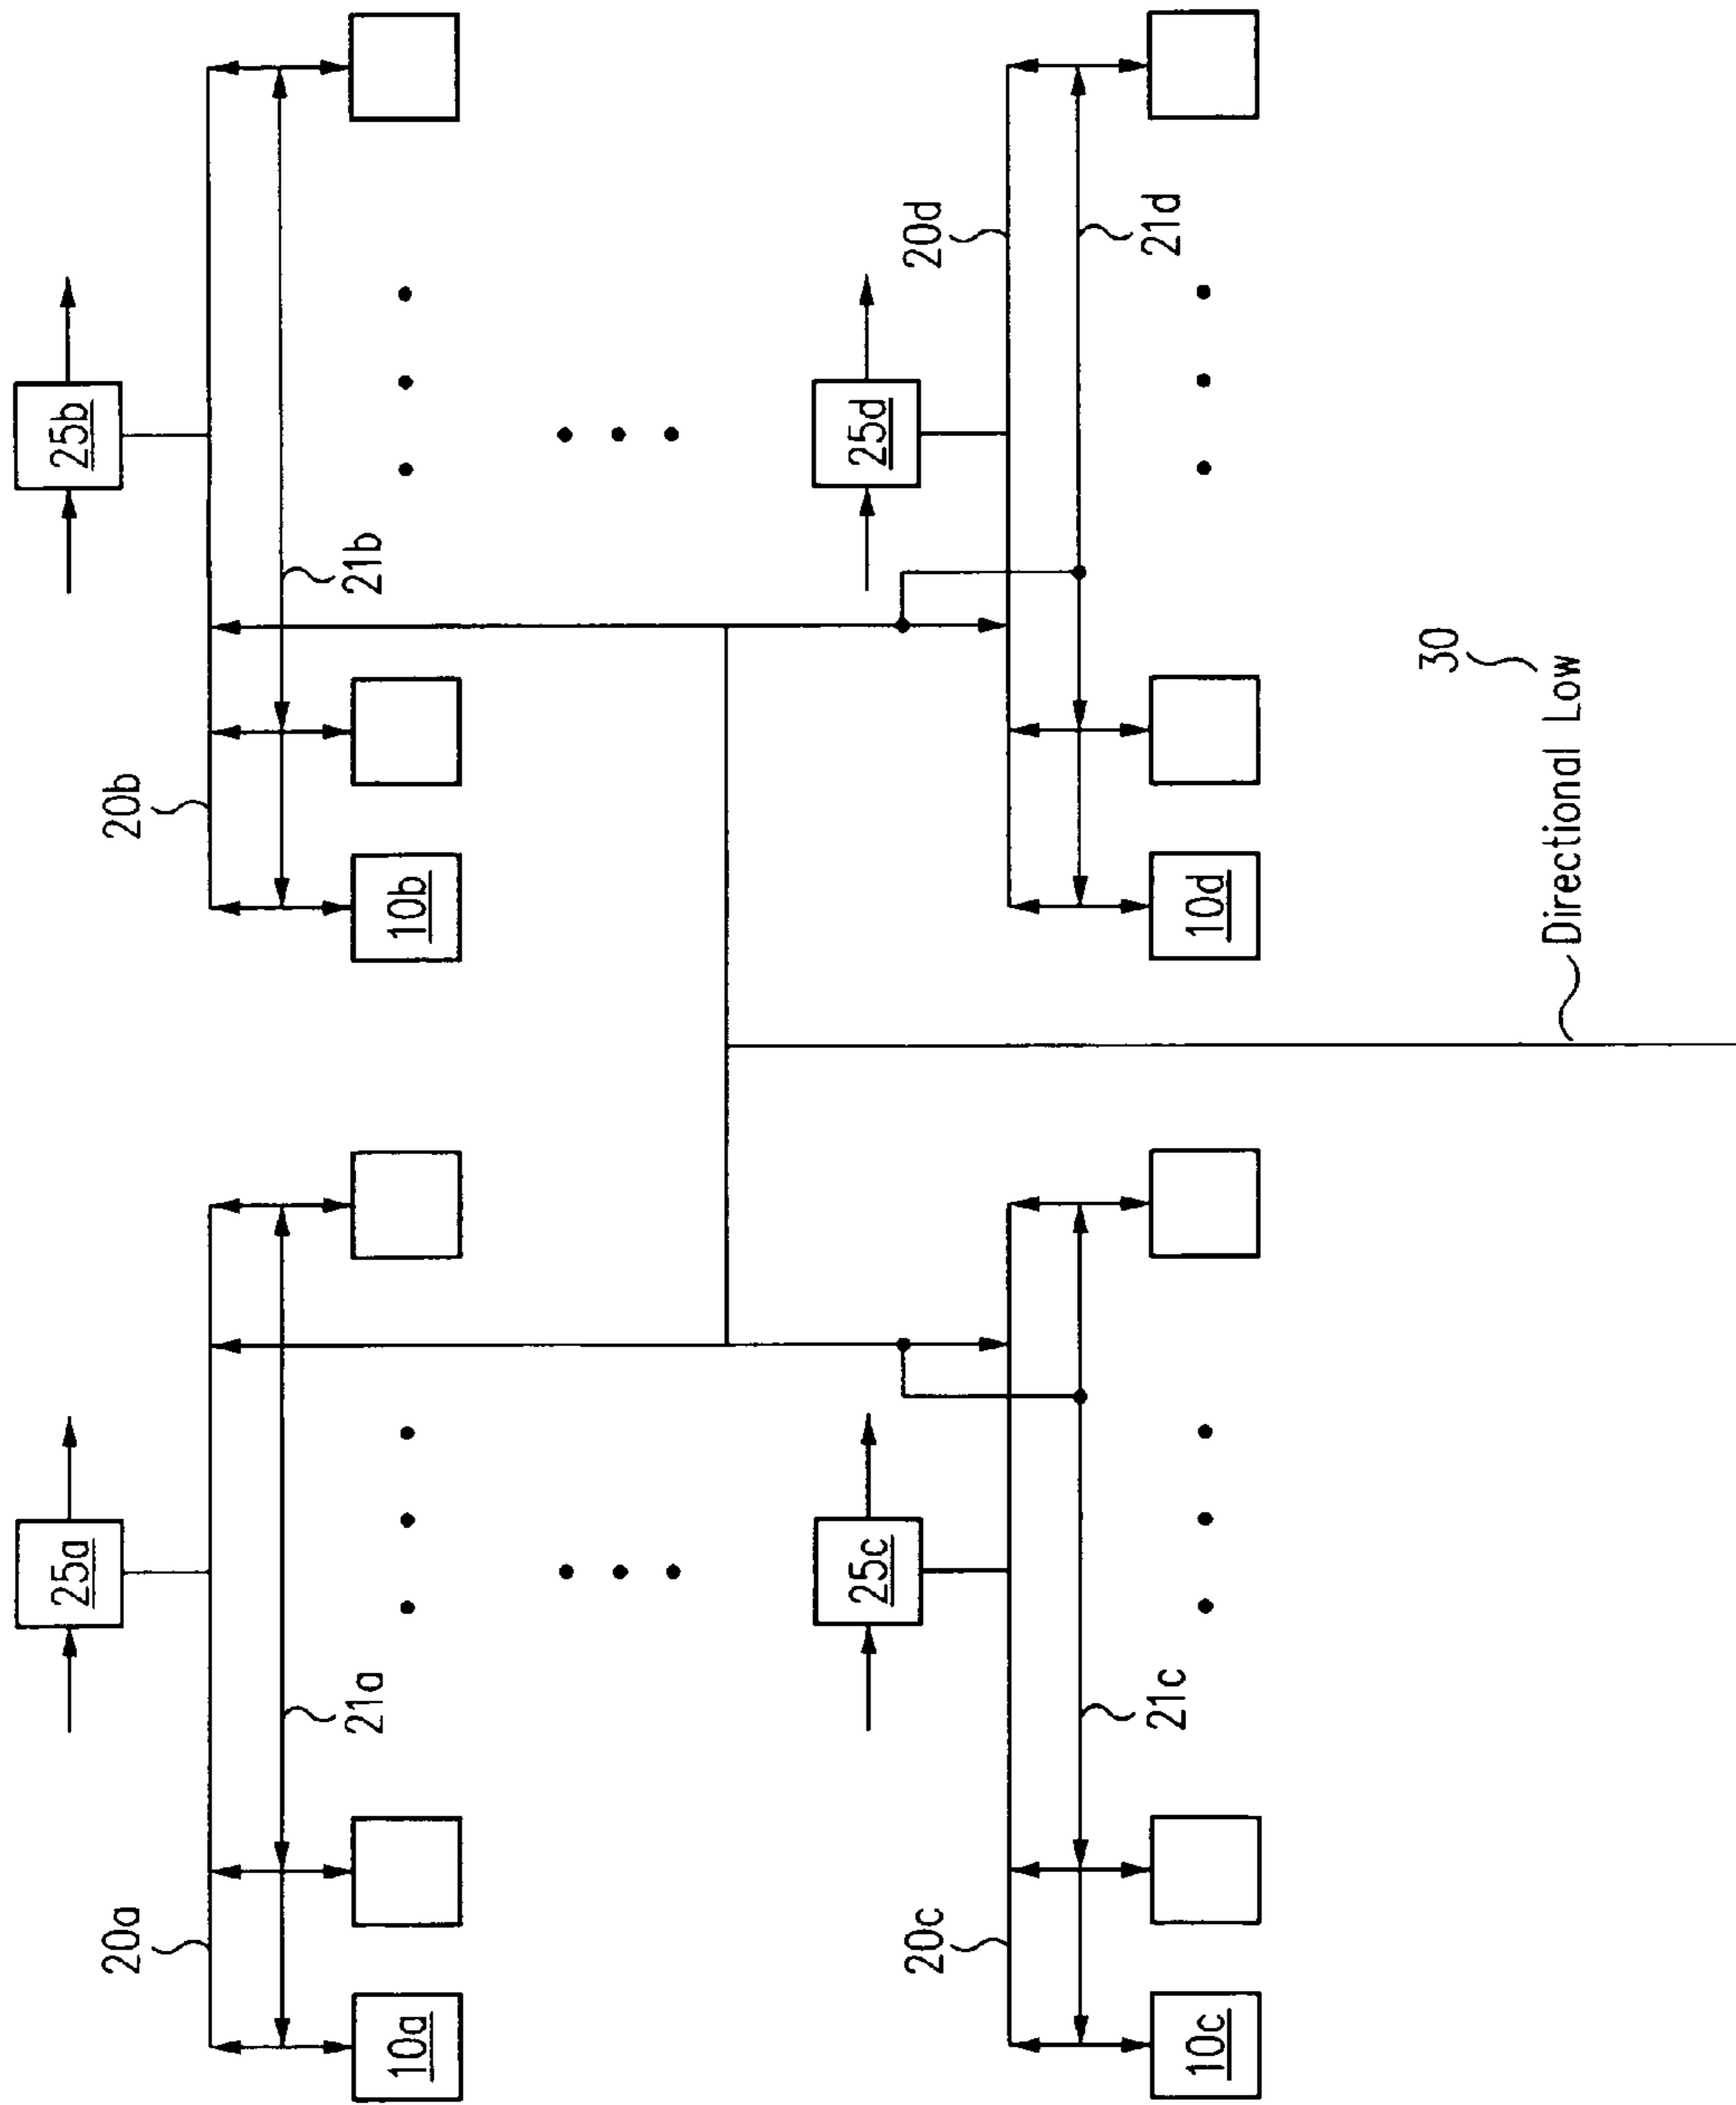 25a
25b
20a
20b
21a
21b
10a
10b
25c
25d
20c
20d
21c
21d
10c
10d
30
Directional Low